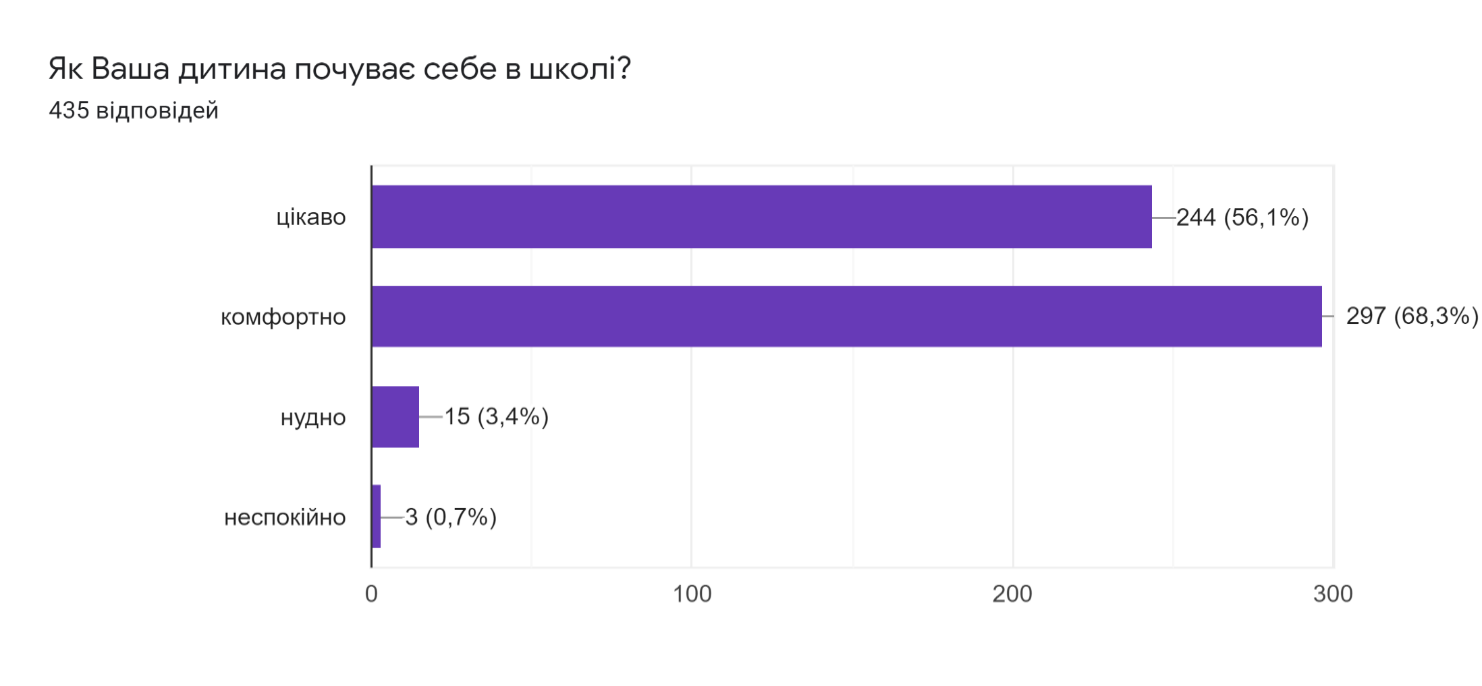 Як Ваша дитина почуває себе в школі?
435 відповідей
цікаво
244 (56,1%)
комфортно
297 (68,3%)
нудно
15 (3,4%)
неспокійно
3 (0,7%)
0
100
200
300